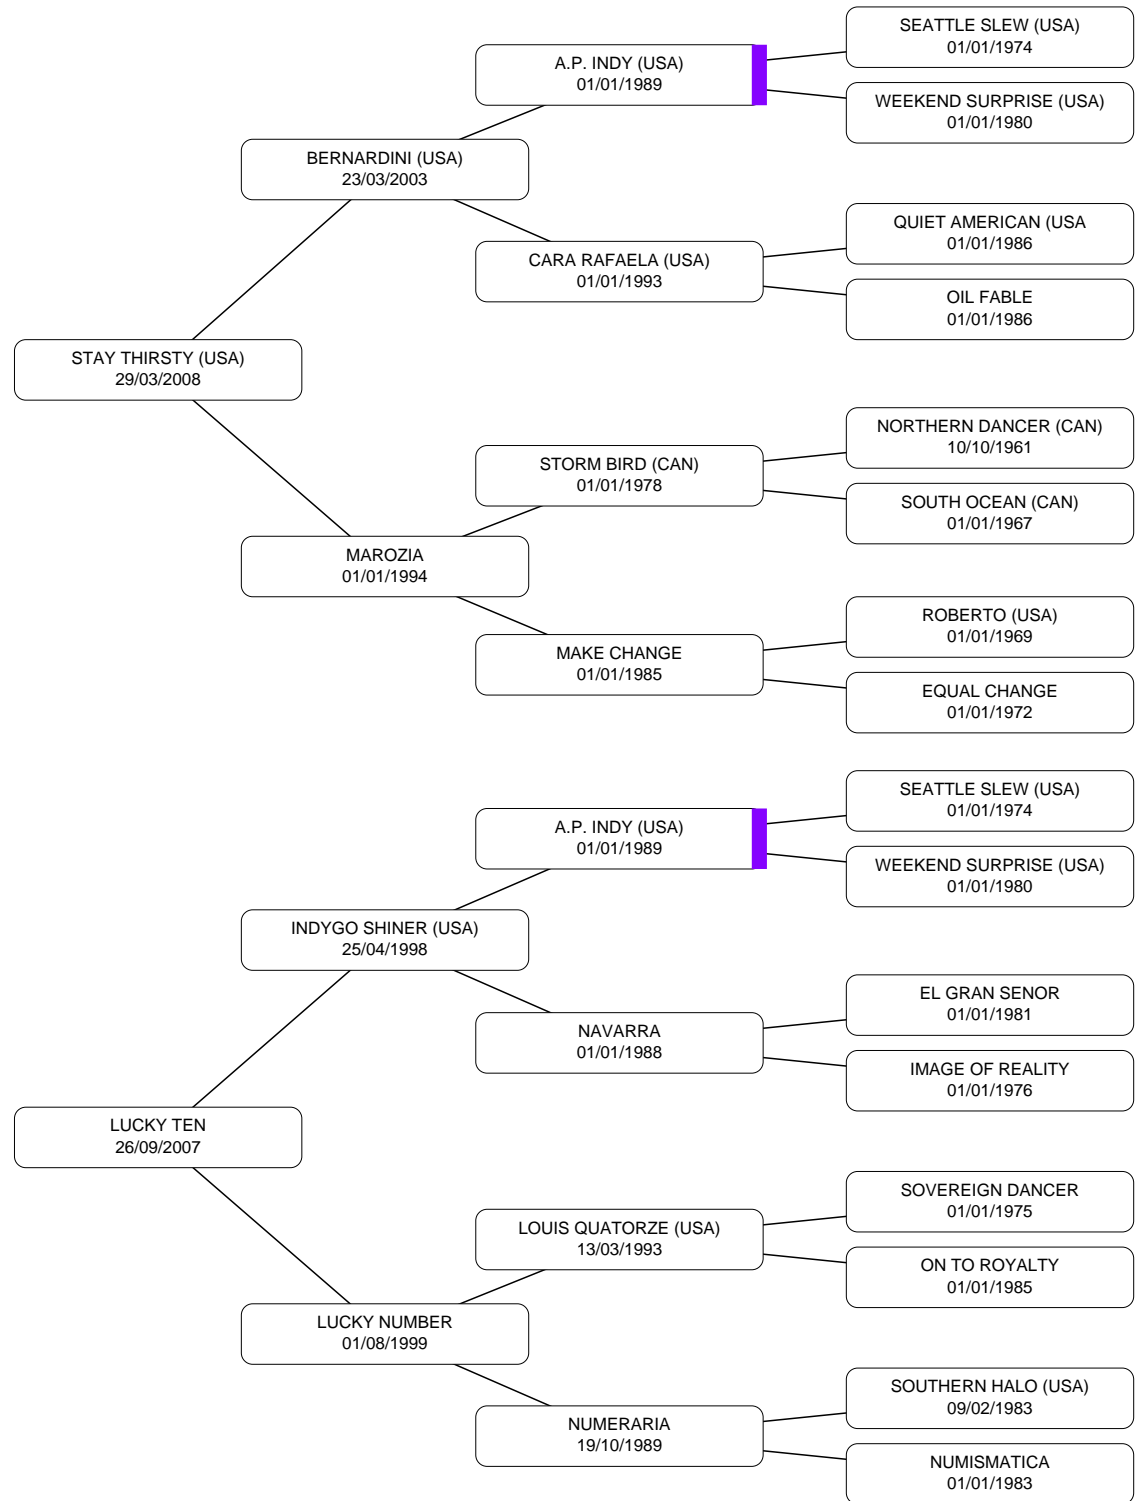 SEATTLE SLEW (USA)
01/01/1974
A.P. INDY (USA)
01/01/1989
WEEKEND SURPRISE (USA)
01/01/1980
BERNARDINI (USA)
23/03/2003
QUIET AMERICAN (USA
01/01/1986
CARA RAFAELA (USA)
01/01/1993
OIL FABLE
01/01/1986
STAY THIRSTY (USA)
29/03/2008
NORTHERN DANCER (CAN)
10/10/1961
STORM BIRD (CAN)
01/01/1978
SOUTH OCEAN (CAN)
01/01/1967
MAROZIA
01/01/1994
ROBERTO (USA)
01/01/1969
MAKE CHANGE
01/01/1985
EQUAL CHANGE
01/01/1972
SEATTLE SLEW (USA)
01/01/1974
A.P. INDY (USA)
01/01/1989
WEEKEND SURPRISE (USA)
01/01/1980
INDYGO SHINER (USA)
25/04/1998
EL GRAN SENOR
01/01/1981
NAVARRA
01/01/1988
IMAGE OF REALITY
01/01/1976
LUCKY TEN
26/09/2007
SOVEREIGN DANCER
01/01/1975
LOUIS QUATORZE (USA)
13/03/1993
ON TO ROYALTY
01/01/1985
LUCKY NUMBER
01/08/1999
SOUTHERN HALO (USA)
09/02/1983
NUMERARIA
19/10/1989
NUMISMATICA
01/01/1983